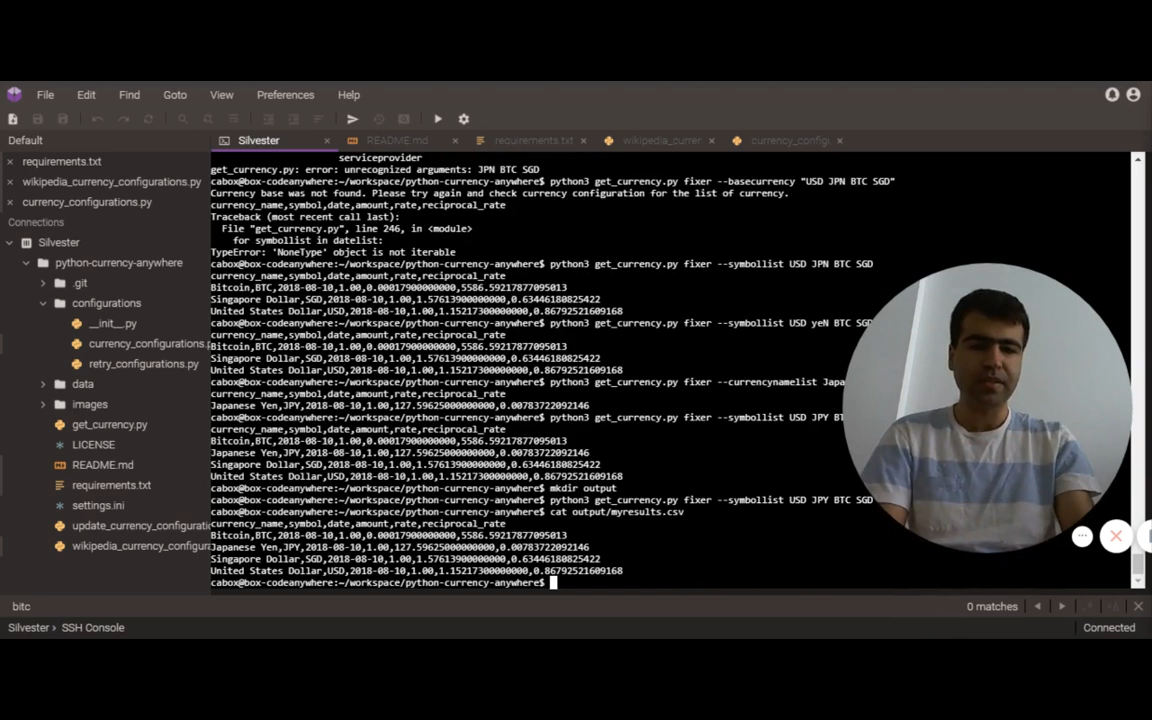 File Edit Find Goto View Preferences Help
Default
× requirements.txt
× wikipedia_currency_configurations.py
× currency_configurations.py
Connections
Silvester
python-currency-anywhere
.git
configurations
__init__.py
currency_configurations.p
retry_configurations.py
data
images
get_currency.py
LICENSE
README.md
requirements.txt
settings.ini
update_currency_configuratio
wikipedia_currency_configura
Silvester × README.md × requirements.txt × wikipedia_currer × currency_config ×
serviceprovider
get_currency.py: error: unrecognized arguments: JPN BTC SGD
cabox@box-codeanywhere:~/workspace/python-currency-anywhere$ python3 get_currency.py fixer --basecurrency "USD JPN BTC SGD"
Currency base was not found. Please try again and check currency configuration for the list of currency.
currency_name,symbol,date,amount,rate,reciprocal_rate
Traceback (most recent call last):
File "get_currency.py", line 246, in <module>
for symbollist in datelist:
TypeError: 'NoneType' object is not iterable
cabox@box-codeanywhere:~/workspace/python-currency-anywhere$ python3 get_currency.py fixer --symbollist USD JPN BTC SGD
currency_name,symbol,date,amount,rate,reciprocal_rate
Bitcoin,BTC,2018-08-10,1.00,0.00017900000000,5586.59217877095013
Singapore Dollar,SGD,2018-08-10,1.00,1.57613900000000,0.63446180825422
United States Dollar,USD,2018-08-10,1.00,1.15217300000000,0.86792521609168
cabox@box-codeanywhere:~/workspace/python-currency-anywhere$ python3 get_currency.py fixer --symbollist USD yeN BTC SGD
currency_name,symbol,date,amount,rate,reciprocal_rate
Bitcoin,BTC,2018-08-10,1.00,0.00017900000000,5586.59217877095013
Singapore Dollar,SGD,2018-08-10,1.00,1.57613900000000,0.63446180825422
United States Dollar,USD,2018-08-10,1.00,1.15217300000000,0.86792521609168
cabox@box-codeanywhere:~/workspace/python-currency-anywhere$ python3 get_currency.py fixer --currencynamelist Japa
currency_name,symbol,date,amount,rate,reciprocal_rate
Japanese Yen,JPY,2018-08-10,1.00,127.59625000000000,0.00783722092146
cabox@box-codeanywhere:~/workspace/python-currency-anywhere$ python3 get_currency.py fixer --symbollist USD JPY BT
currency_name,symbol,date,amount,rate,reciprocal_rate
Bitcoin,BTC,2018-08-10,1.00,0.00017900000000,5586.59217877095013
Japanese Yen,JPY,2018-08-10,1.00,127.59625000000000,0.00783722092146
Singapore Dollar,SGD,2018-08-10,1.00,1.57613900000000,0.63446180825422
United States Dollar,USD,2018-08-10,1.00,1.15217300000000,0.86792521609168
cabox@box-codeanywhere:~/workspace/python-currency-anywhere$ mkdir output
cabox@box-codeanywhere:~/workspace/python-currency-anywhere$ python3 get_currency.py fixer --symbollist USD JPY BTC SGD
cabox@box-codeanywhere:~/workspace/python-currency-anywhere$ cat output/myresults.csv
currency_name,symbol,date,amount,rate,reciprocal_rate
Bitcoin,BTC,2018-08-10,1.00,0.00017900000000,5586.59217877095013
Japanese Yen,JPY,2018-08-10,1.00,127.59625000000000,0.00783722092146
Singapore Dollar,SGD,2018-08-10,1.00,1.57613900000000,0.63446180825422
United States Dollar,USD,2018-08-10,1.00,1.15217300000000,0.86792521609168
cabox@box-codeanywhere:~/workspace/python-currency-anywhere$
bitc 0 matches
Silvester › SSH Console Connected